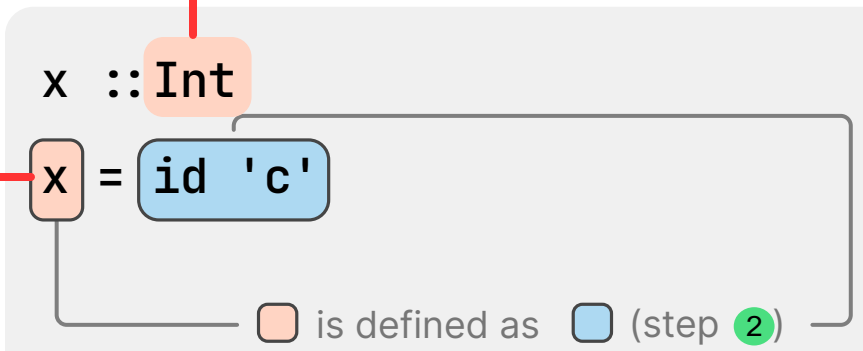 x :: Int
x = id 'c'
is defined as (step 2)